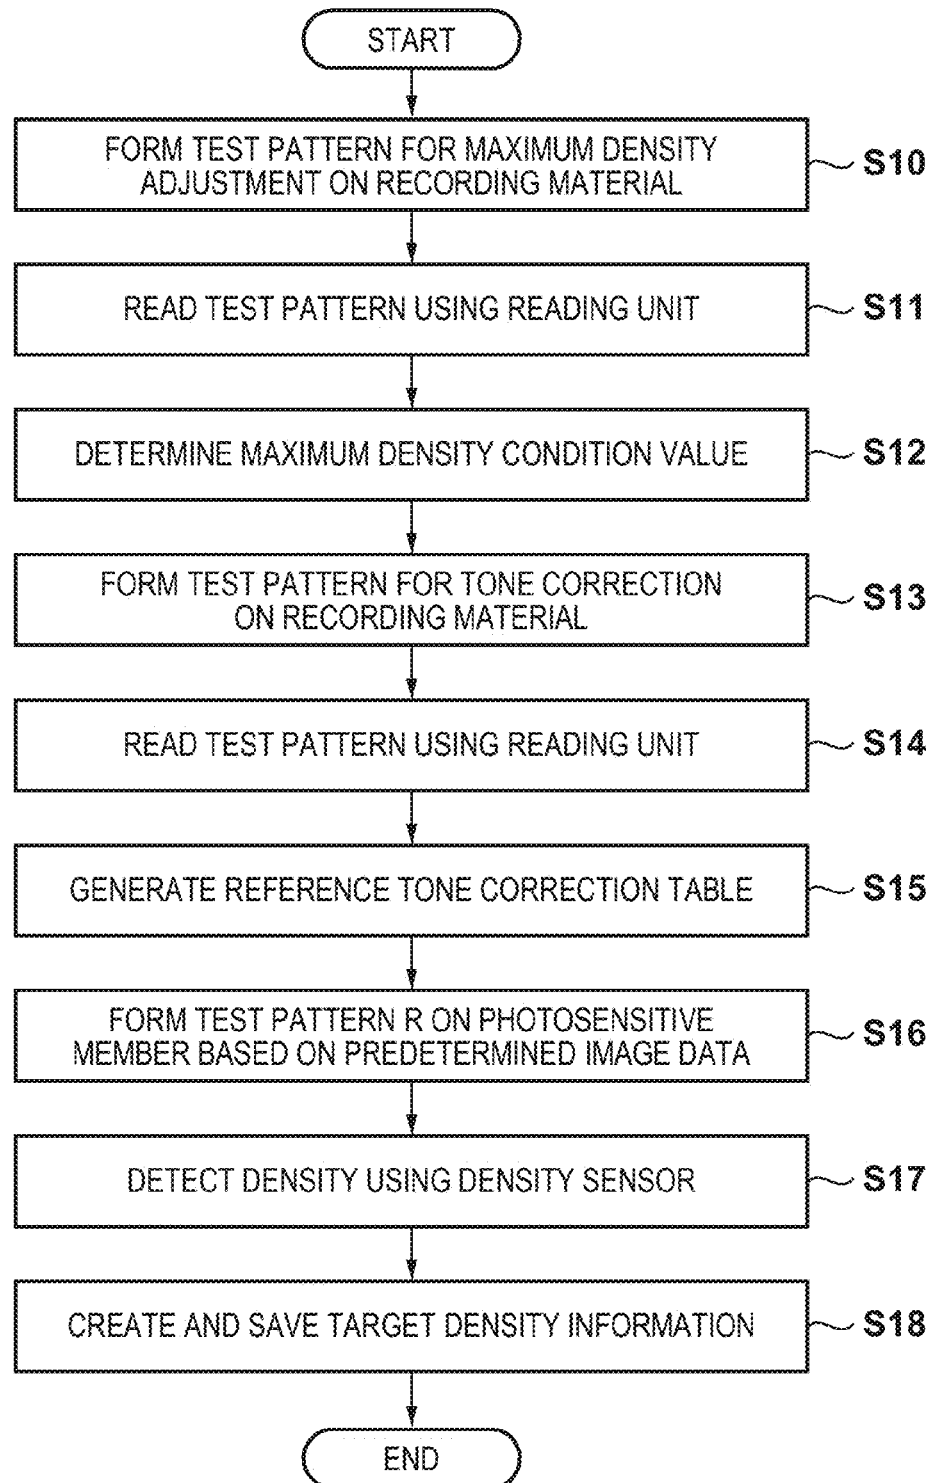 START
FORM TEST PATTERN FOR MAXIMUM DENSITY
ADJUSTMENT ON RECORDING MATERIAL
S10
READ TEST PATTERN USING READING UNIT
S11
DETERMINE MAXIMUM DENSITY CONDITION VALUE
S12
FORM TEST PATTERN FOR TONE CORRECTION
ON RECORDING MATERIAL
S13
READ TEST PATTERN USING READING UNIT
S14
GENERATE REFERENCE TONE CORRECTION TABLE
S15
FORM TEST PATTERN R ON PHOTOSENSITIVE
MEMBER BASED ON PREDETERMINED IMAGE DATA
S16
DETECT DENSITY USING DENSITY SENSOR
S17
CREATE AND SAVE TARGET DENSITY INFORMATION
S18
END